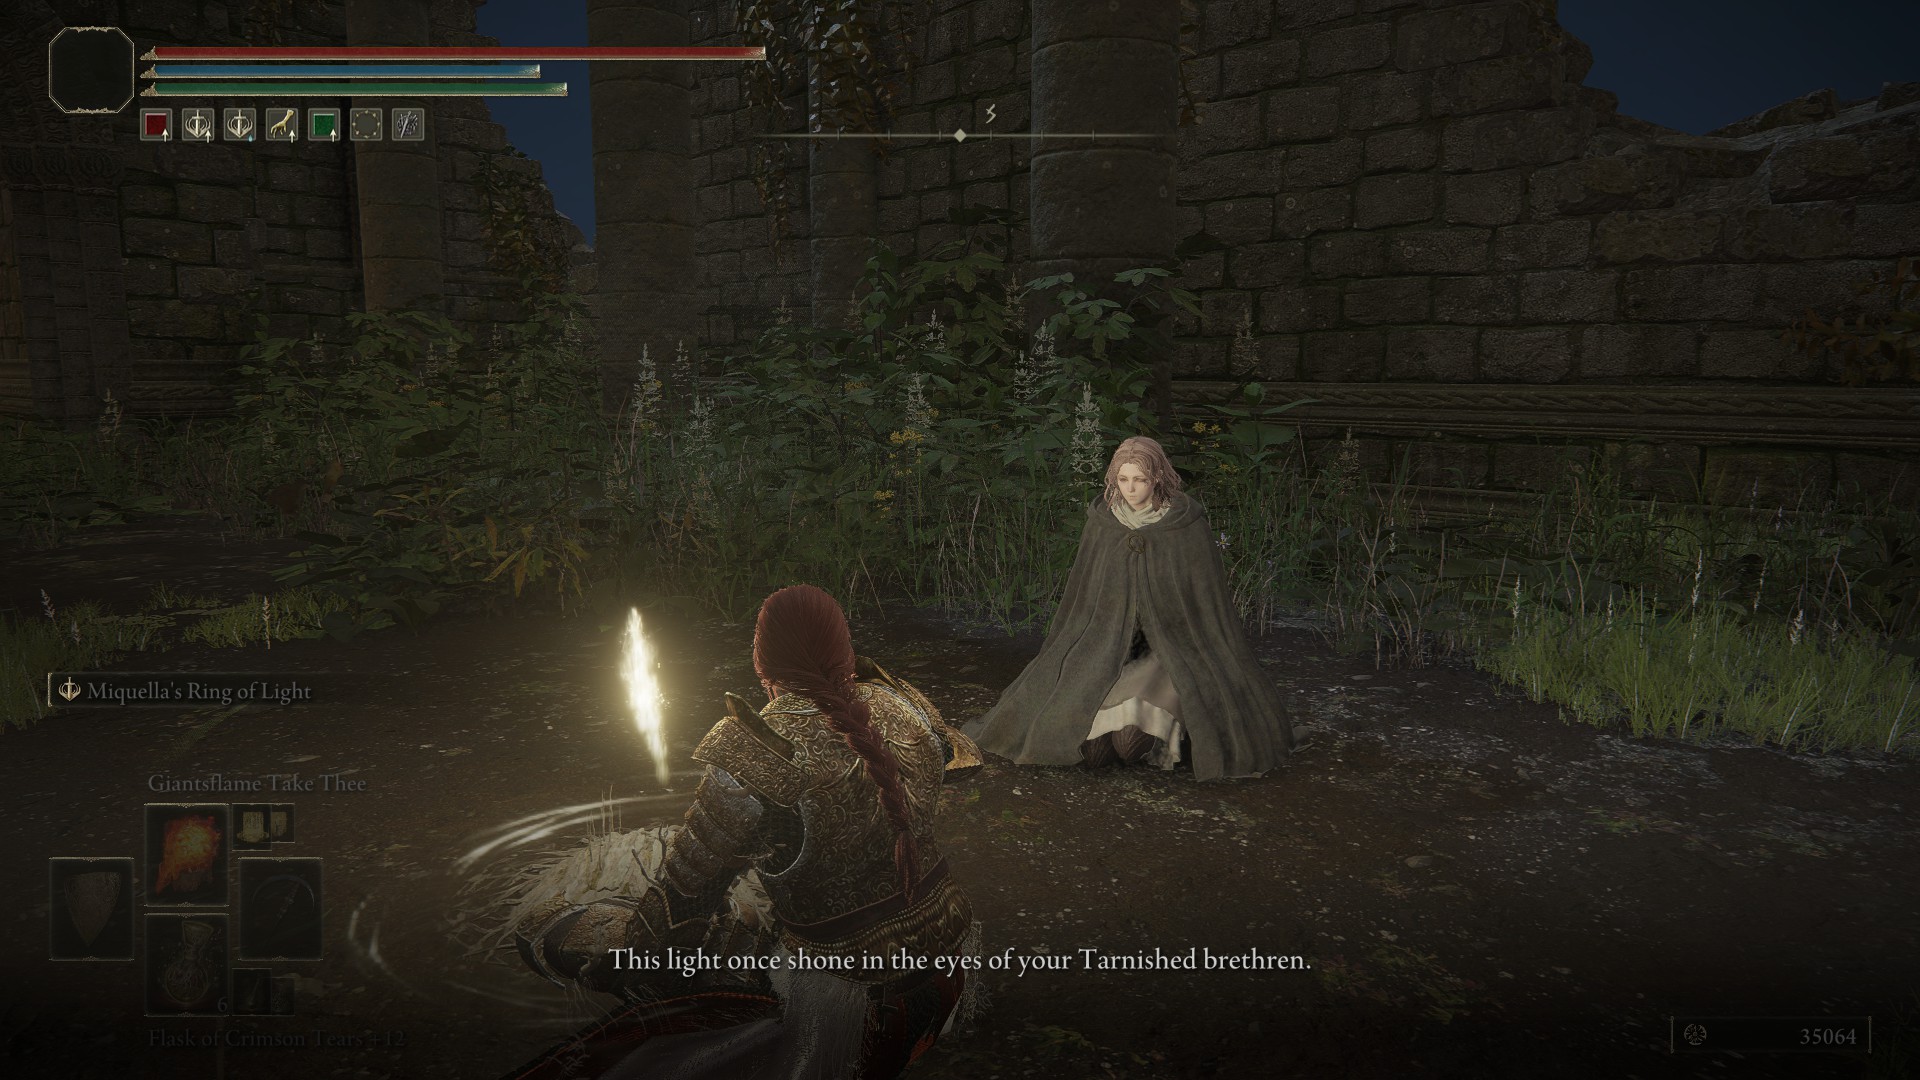 Miquella's Ring of Light
Giantsflame Take Thee
6
Flask of Crimson Tears +12
This light once shone in the eyes of your Tarnished brethren.
35064